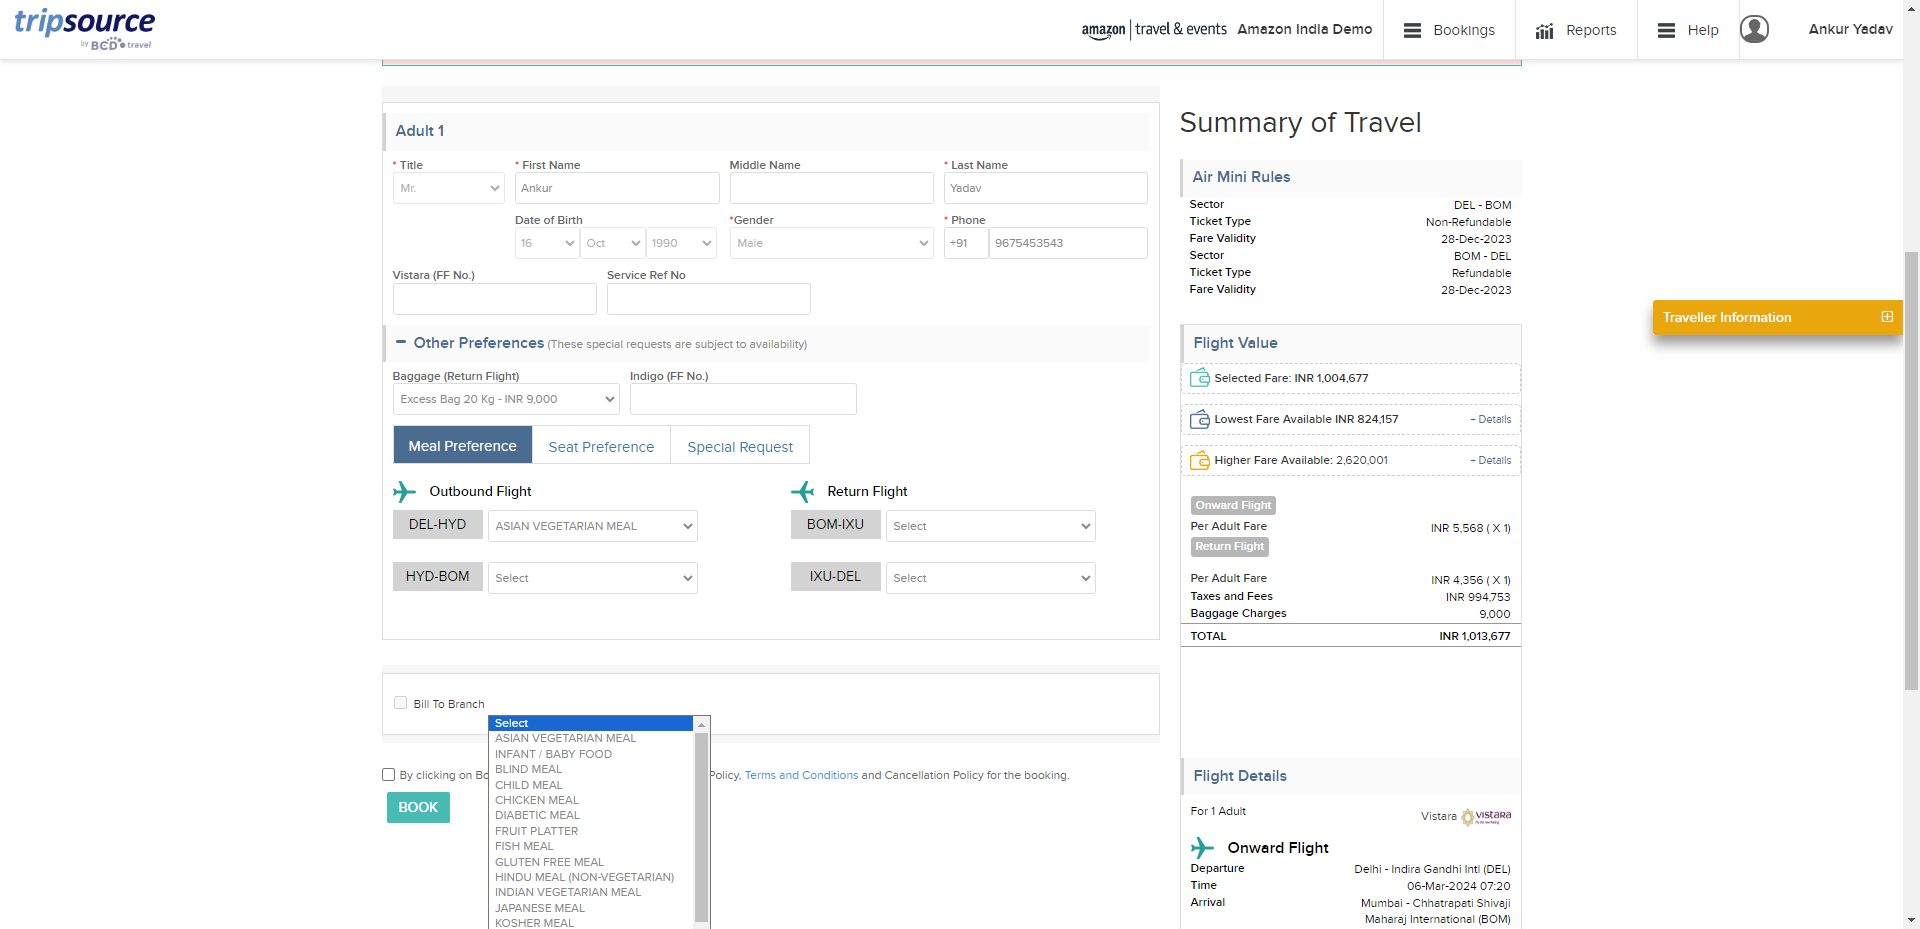 tripsource
by BCD travel
amazon travel & events Amazon India Demo
Bookings
Reports
Help
Ankur Yadav
Adult 1
* Title
* First Name
Middle Name
* Last Name
Mr.
Ankur
Yadav
Date of Birth
*Gender
* Phone
16
Oct
1990
Male
+91
9675453543
Vistara (FF No.)
Service Ref No
Other Preferences (These special requests are subject to availability)
Baggage (Return Flight)
Indigo (FF No.)
Excess Bag 20 Kg - INR 9,000
Meal Preference
Seat Preference
Special Request
Outbound Flight
Return Flight
DEL-HYD
ASIAN VEGETARIAN MEAL
BOM-IXU
Select
HYD-BOM
Select
IXU-DEL
Select
Bill To Branch
Select
ASIAN VEGETARIAN MEAL
INFANT / BABY FOOD
BLIND MEAL
CHILD MEAL
CHICKEN MEAL
DIABETIC MEAL
FRUIT PLATTER
FISH MEAL
GLUTEN FREE MEAL
HINDU MEAL (NON-VEGETARIAN)
INDIAN VEGETARIAN MEAL
JAPANESE MEAL
KOSHER MEAL
By clicking on Bo
Policy, Terms and Conditions and Cancellation Policy for the booking.
BOOK
Summary of Travel
Air Mini Rules
Sector DEL - BOM
Ticket Type Non-Refundable
Fare Validity 28-Dec-2023
Sector BOM - DEL
Ticket Type Refundable
Fare Validity 28-Dec-2023
Traveller Information
Flight Value
Selected Fare: INR 1,004,677
Lowest Fare Available INR 824,157 + Details
Higher Fare Available: 2,620,001 + Details
Onward Flight
Per Adult Fare INR 5,568 ( X 1)
Return Flight
Per Adult Fare INR 4,356 ( X 1)
Taxes and Fees INR 994,753
Baggage Charges 9,000
TOTAL INR 1,013,677
Flight Details
For 1 Adult
Vistara VISTARA
Onward Flight
Departure Delhi - Indira Gandhi Intl (DEL)
Time 06-Mar-2024 07:20
Arrival Mumbai - Chhatrapati Shivaji
Maharaj International (BOM)